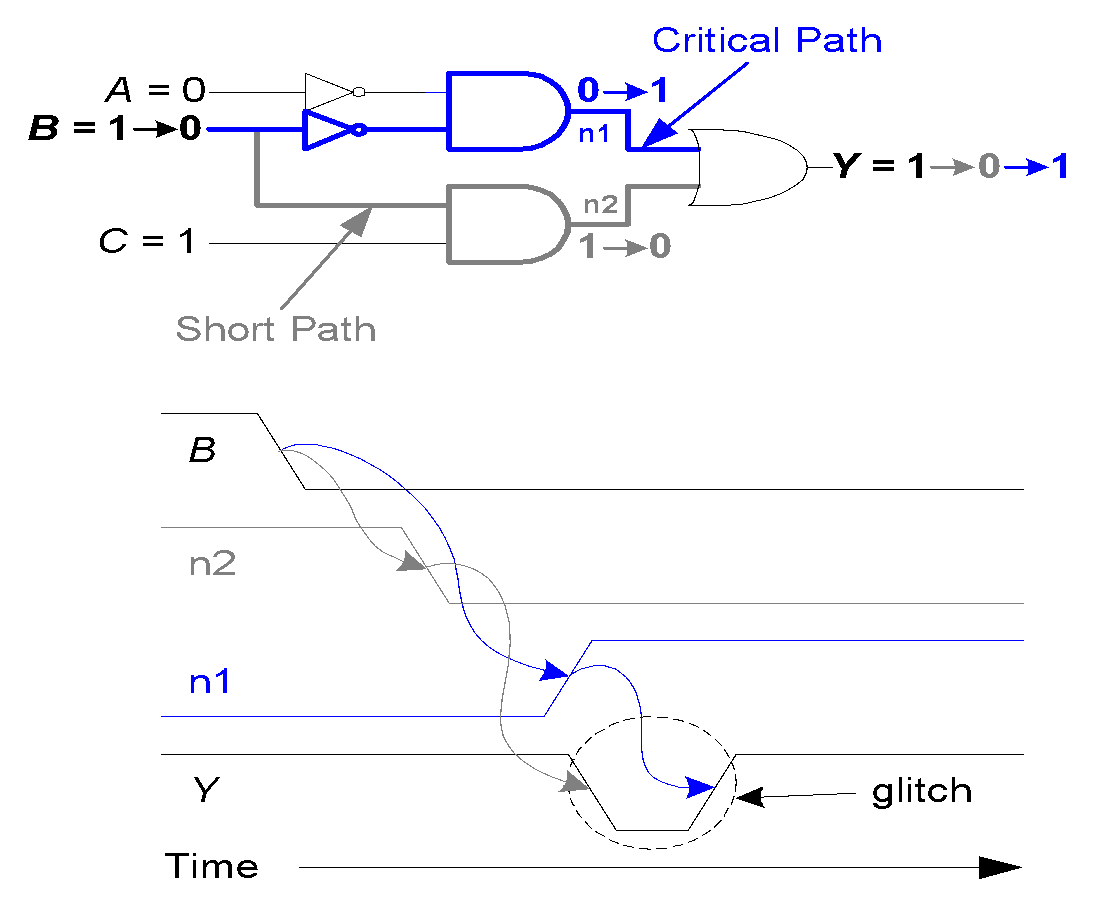 Critical Path
A = 0
0→1
B = 1→0
n1
Y = 1→0→1
n2
C = 1
1→0
Short Path
B
n2
n1
Y
glitch
Time